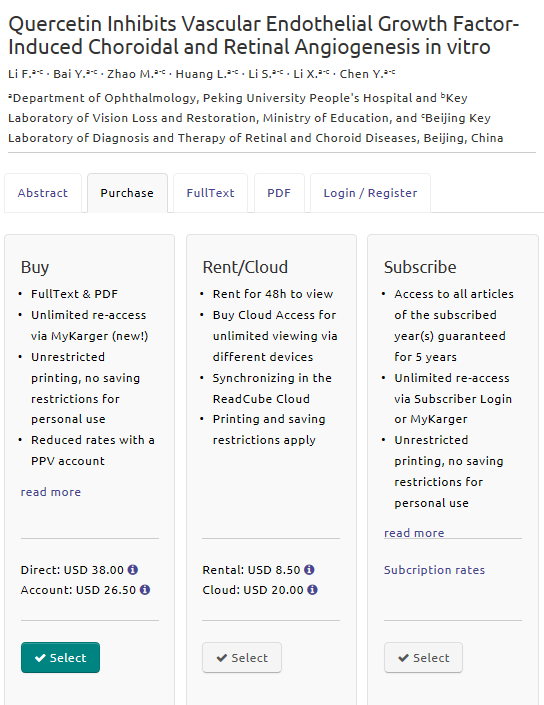 Quercetin Inhibits Vascular Endothelial Growth Factor-
Induced Choroidal and Retinal Angiogenesis in vitro
Li F.a-c · Bai Y.a-c · Zhao M.a-c · Huang L.a-c · Li S.a-c · Li X.a-c · Chen Y.a-c
aDepartment of Ophthalmology, Peking University People's Hospital and bKey
Laboratory of Vision Loss and Restoration, Ministry of Education, and cBeijing Key
Laboratory of Diagnosis and Therapy of Retinal and Choroid Diseases, Beijing, China
Abstract
Purchase
FullText
PDF
Login / Register
Buy
• FullText & PDF
• Unlimited re-access
via MyKarger (new!)
• Unrestricted
printing, no saving
restrictions for
personal use
• Reduced rates with a
PPV account
read more
Direct: USD 38.00
Account: USD 26.50
Select
Rent/Cloud
• Rent for 48h to view
• Buy Cloud Access for
unlimited viewing via
different devices
• Synchronizing in the
ReadCube Cloud
• Printing and saving
restrictions apply
Rental: USD 8.50
Cloud: USD 20.00
Select
Subscribe
• Access to all articles
of the subscribed
year(s) guaranteed
for 5 years
• Unlimited re-access
via Subscriber Login
or MyKarger
• Unrestricted
printing, no saving
restrictions for
personal use
read more
Subcription rates
Select